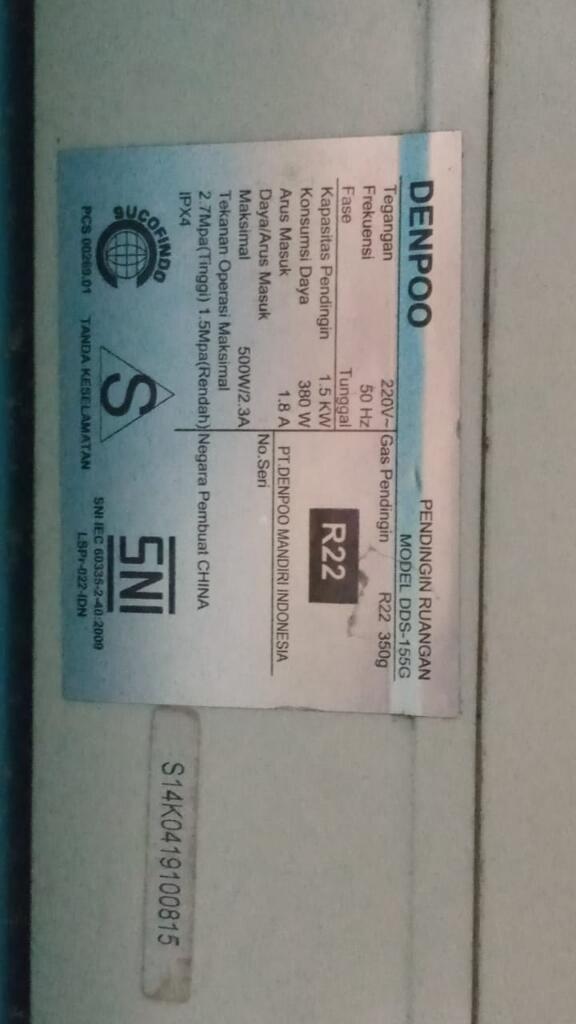 DENPOO
PENDINGIN RUANGAN
MODEL DDS-155G
Tegangan 220V~
Frekuensi 50 Hz
Fase Tunggal
Kapasitas Pendingin 1.5 KW
Konsumsi Daya 380 W
Arus Masuk 1.8 A
Daya/Arus Masuk
Maksimal 500W/2.3A
Tekanan Operasi Maksimal
2.7Mpa(Tinggi) 1.5Mpa(Rendah)
IPX4
Gas Pendingin R22 350g
R22
PT.DENPOO MANDIRI INDONESIA
No.Seri
Negara Pembuat CHINA
SUCOFINDO
PCS 00269.01
S
TANDA KESELAMATAN
SNI
SNI IEC 60335-2-40:2009
LSPr-022-IDN
S14K0419100815